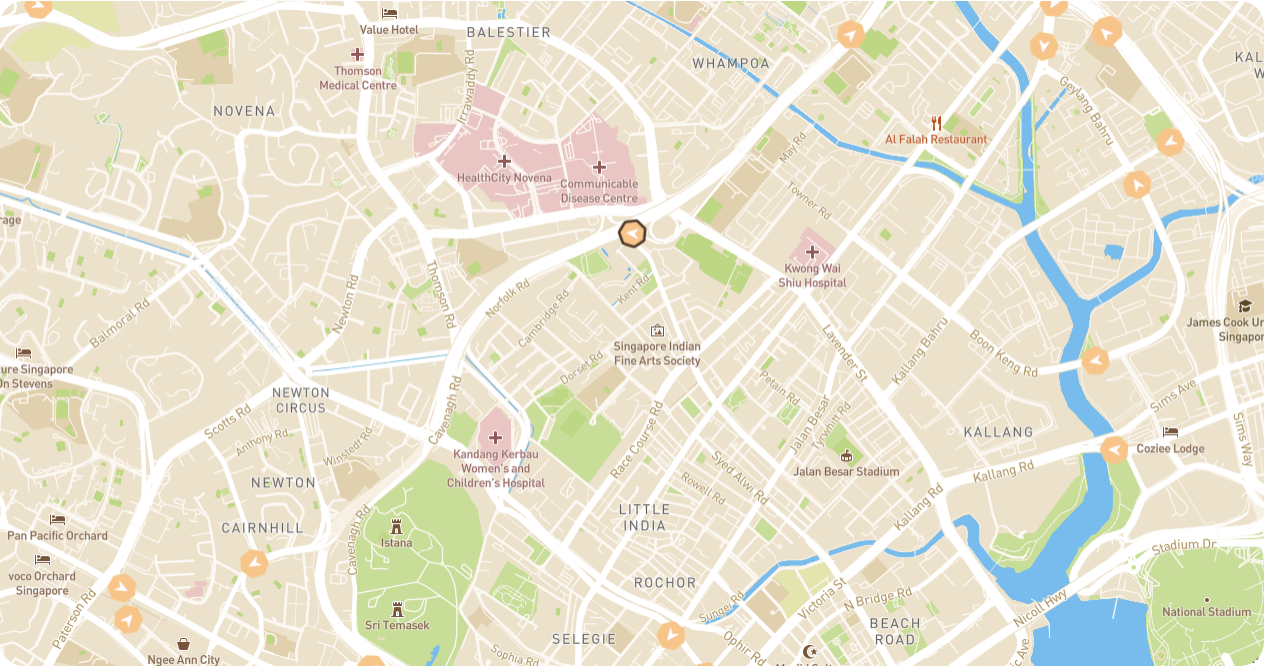 Value Hotel
BALESTIER
WHAMPOA
KAL
W
Thomson
Medical Centre
Irrawaddy Rd
NOVENA
Geylang Bahru
Al Falah Restaurant
May Rd
HealthCity Novena
Communicable
Disease Centre
Towner Rd
rage
Kwong Wai
Shiu Hospital
Thomson Rd
Norfolk Rd
Kent Rd
Newton Rd
Cambridge Rd
Balmoral Rd
James Cook Un
Singapor
Singapore Indian
Fine Arts Society
Lavender St
Kallang Bahru
Boon Keng Rd
ure Singapore
On Stevens
Dorset Rd
Petain Rd
Sims Ave
NEWTON
CIRCUS
Cavenagh Rd
Scotts Rd
Race Course Rd
Jalan Besar
Tyrwhitt Rd
KALLANG
Sims Way
Anthony Rd
Winstedt Rd
Coziee Lodge
Kandang Kerbau
Women's and
Children's Hospital
Syed Alwi Rd
Jalan Besar Stadium
Kallang Rd
NEWTON
Rowell Rd
Kallang Rd
LITTLE
INDIA
CAIRNHILL
Pan Pacific Orchard
Cavenagh Rd
Istana
Stadium Dr
voco Orchard
Singapore
ROCHOR
Victoria St
N Bridge Rd
Nicoll Hwy
National Stadium
Paterson Rd
Sri Temasek
Sungei Rd
BEACH
ROAD
SELEGIE
Ophir Rd
Sophia Rd
Ngee Ann City
c Ave